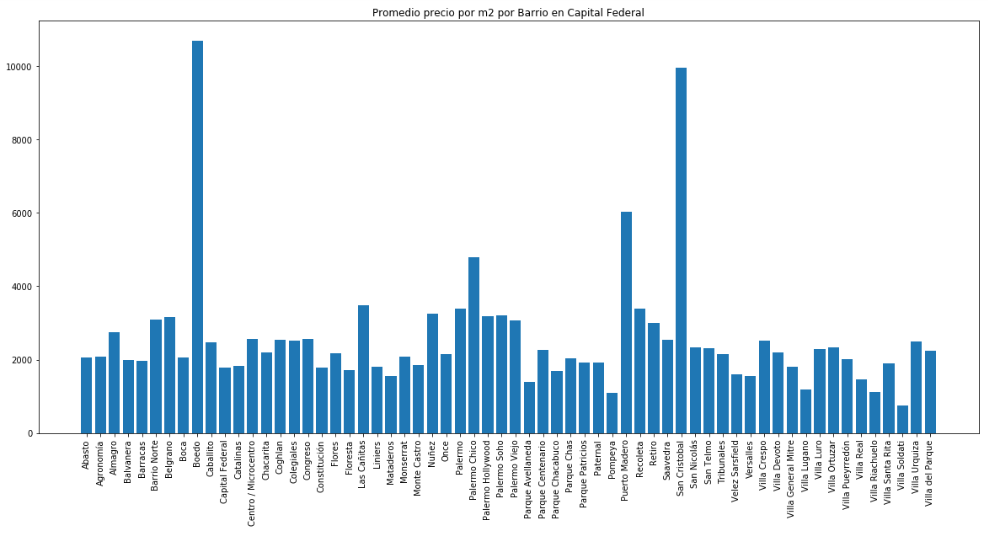 Promedio precio por m2 por Barrio en Capital Federal
10000
8000
6000
4000
2000
0
Abasto
Agronomía
Almagro
Balvanera
Barracas
Barrio Norte
Belgrano
Boca
Boedo
Caballito
Capital Federal
Catalinas
Centro / Microcentro
Chacarita
Coghlan
Colegiales
Congreso
Constitución
Flores
Floresta
Las Cañitas
Liniers
Mataderos
Monserrat
Monte Castro
Nuñez
Once
Palermo
Palermo Chico
Palermo Hollywood
Palermo Soho
Palermo Viejo
Parque Avellaneda
Parque Centenario
Parque Chacabuco
Parque Chas
Parque Patricios
Paternal
Pompeya
Puerto Madero
Recoleta
Retiro
Saavedra
San Cristobal
San Nicolás
San Telmo
Tribunales
Velez Sarsfield
Versalles
Villa Crespo
Villa Devoto
Villa General Mitre
Villa Lugano
Villa Luro
Villa Ortuzar
Villa Pueyrredón
Villa Real
Villa Riachuelo
Villa Santa Rita
Villa Soldati
Villa Urquiza
Villa del Parque